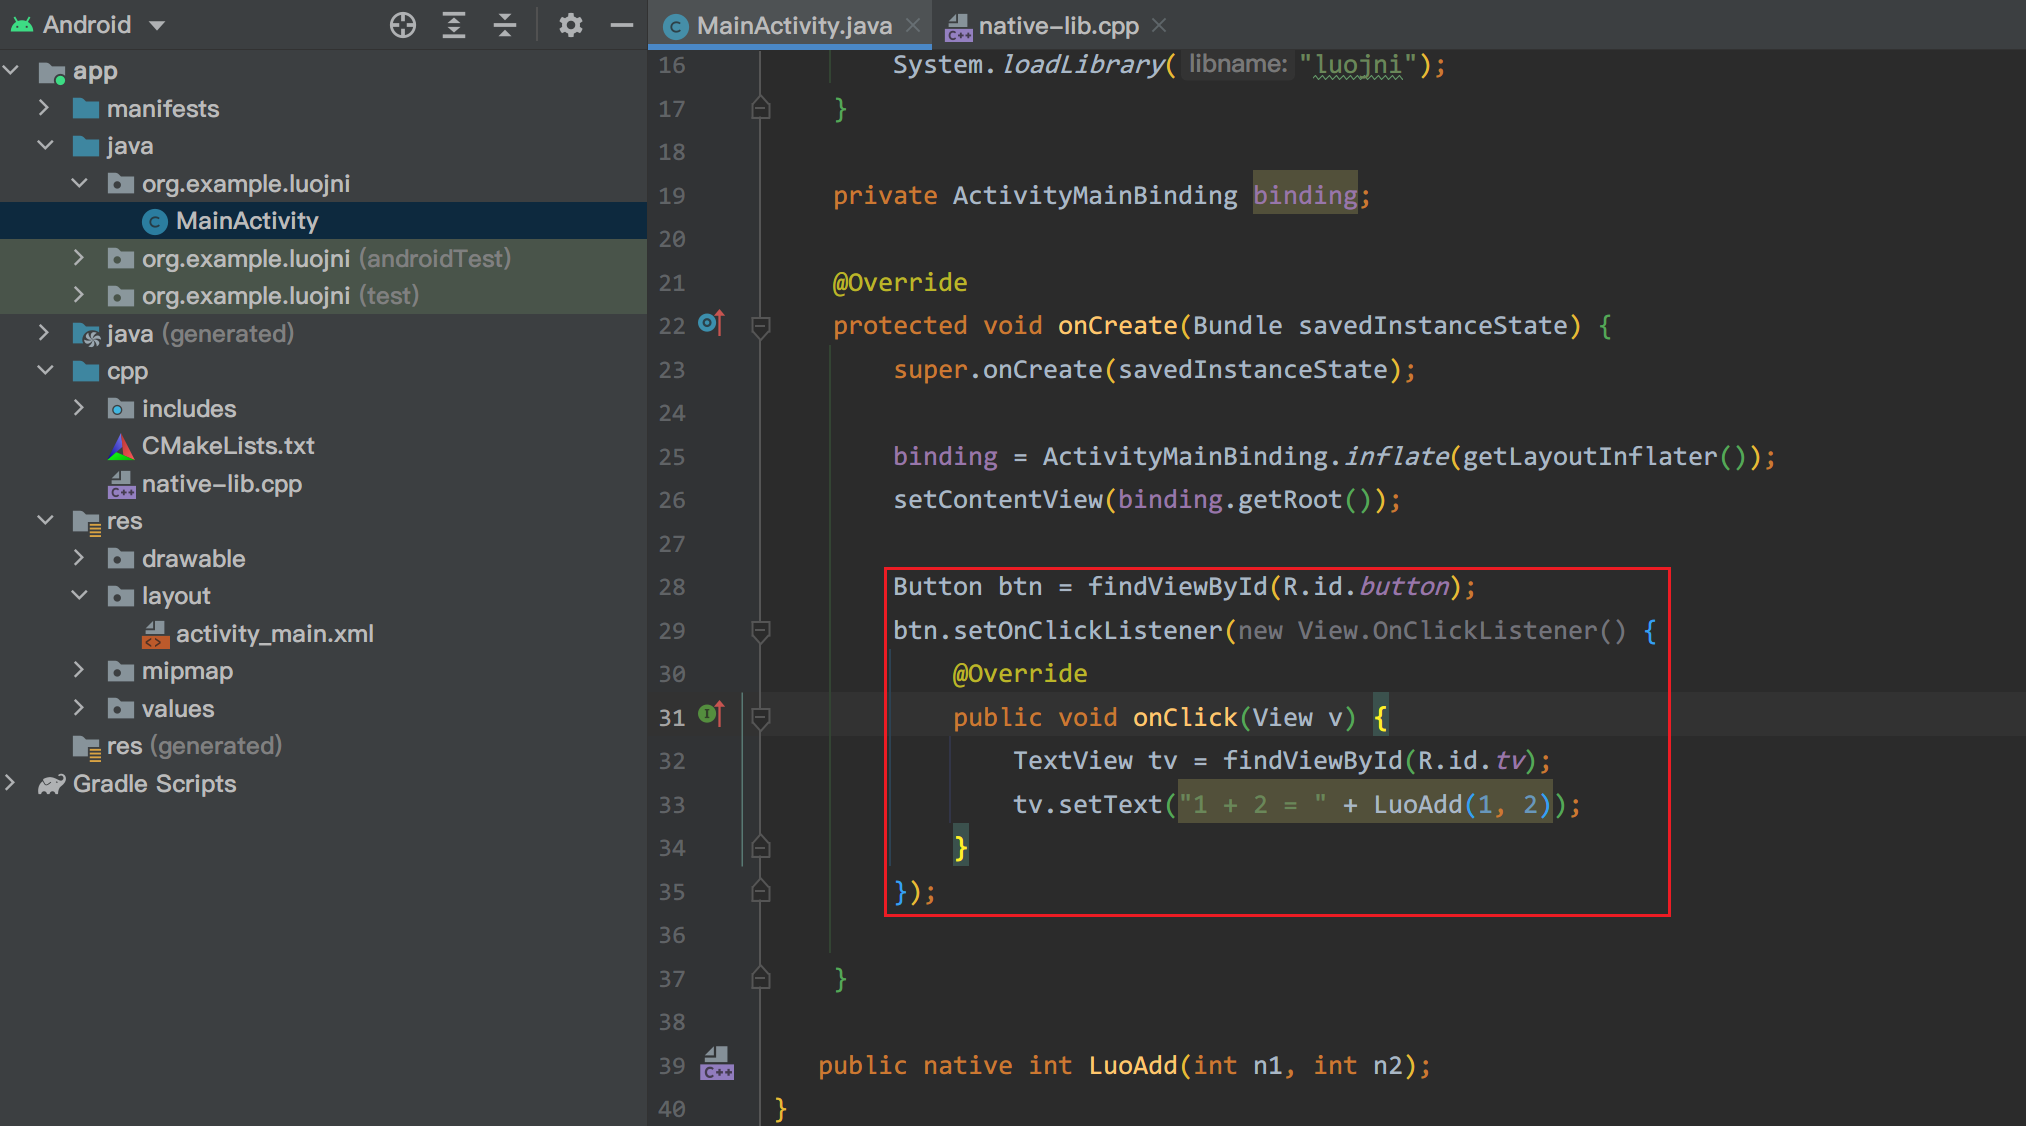 Android
app
manifests
java
org.example.luojni
MainActivity
org.example.luojni (androidTest)
org.example.luojni (test)
java (generated)
cpp
includes
CMakeLists.txt
C++ native-lib.cpp
res
drawable
layout
activity_main.xml
mipmap
values
res (generated)
Gradle Scripts
C MainActivity.java
C++ native-lib.cpp
16 System.loadLibrary( libname: "luojni");
17 }
18
19 private ActivityMainBinding binding;
20
21 @Override
22 protected void onCreate(Bundle savedInstanceState) {
23 super.onCreate(savedInstanceState);
24
25 binding = ActivityMainBinding.inflate(getLayoutInflater());
26 setContentView(binding.getRoot());
27
28 Button btn = findViewById(R.id.button);
29 btn.setOnClickListener(new View.OnClickListener() {
30 @Override
31 public void onClick(View v) {
32 TextView tv = findViewById(R.id.tv);
33 tv.setText("1 + 2 = " + LuoAdd(1, 2));
34 }
35 });
36
37 }
38
39 C++ public native int LuoAdd(int n1, int n2);
40 }